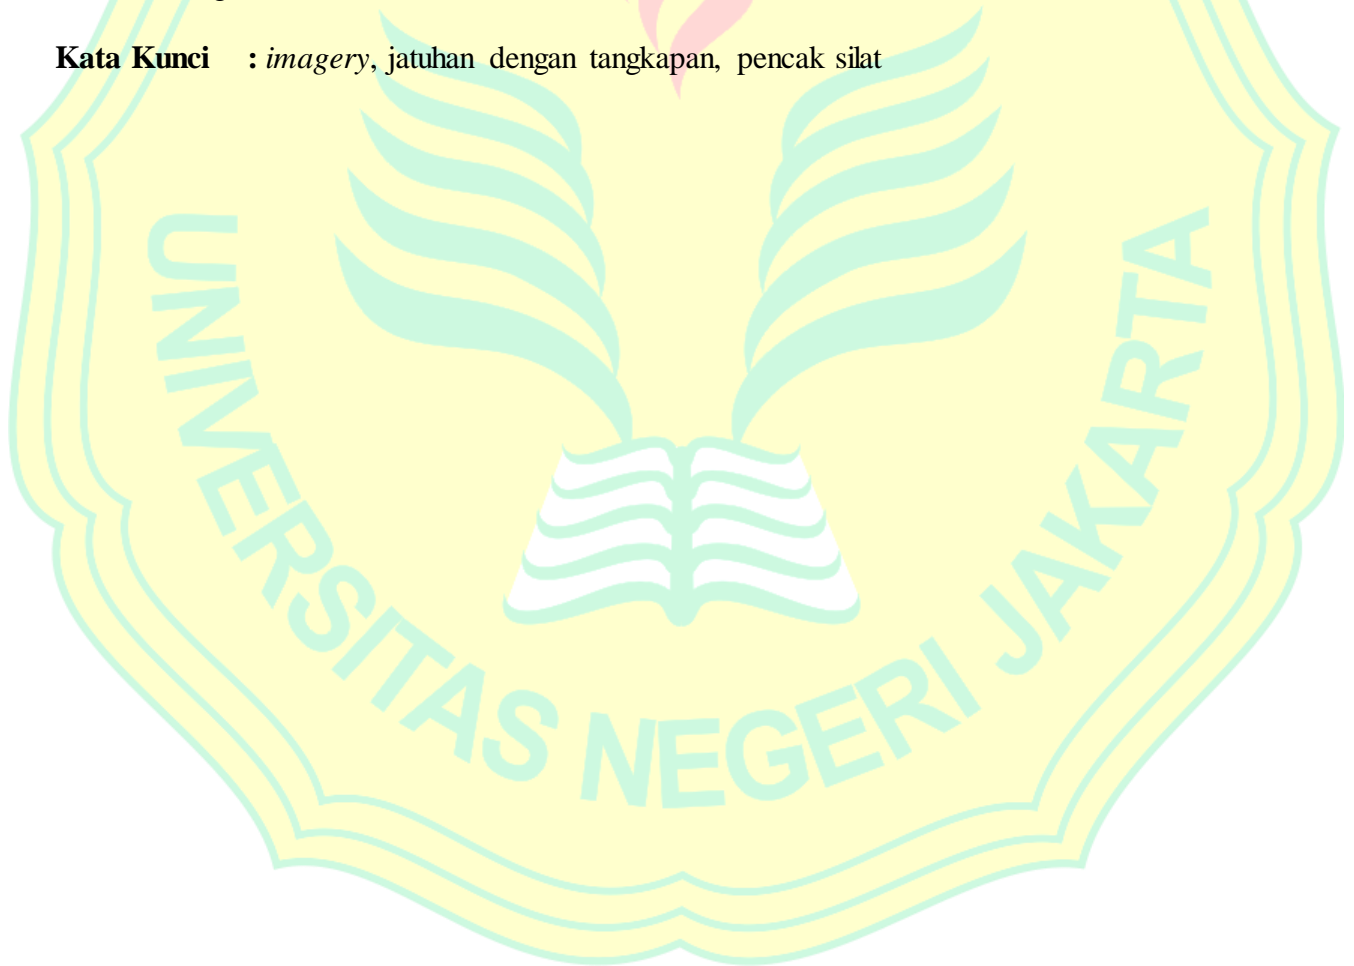 Kata Kunci : imagery, jatuhan dengan tangkapan, pencak silat
UNIVERSITAS NEGERI JAKARTA